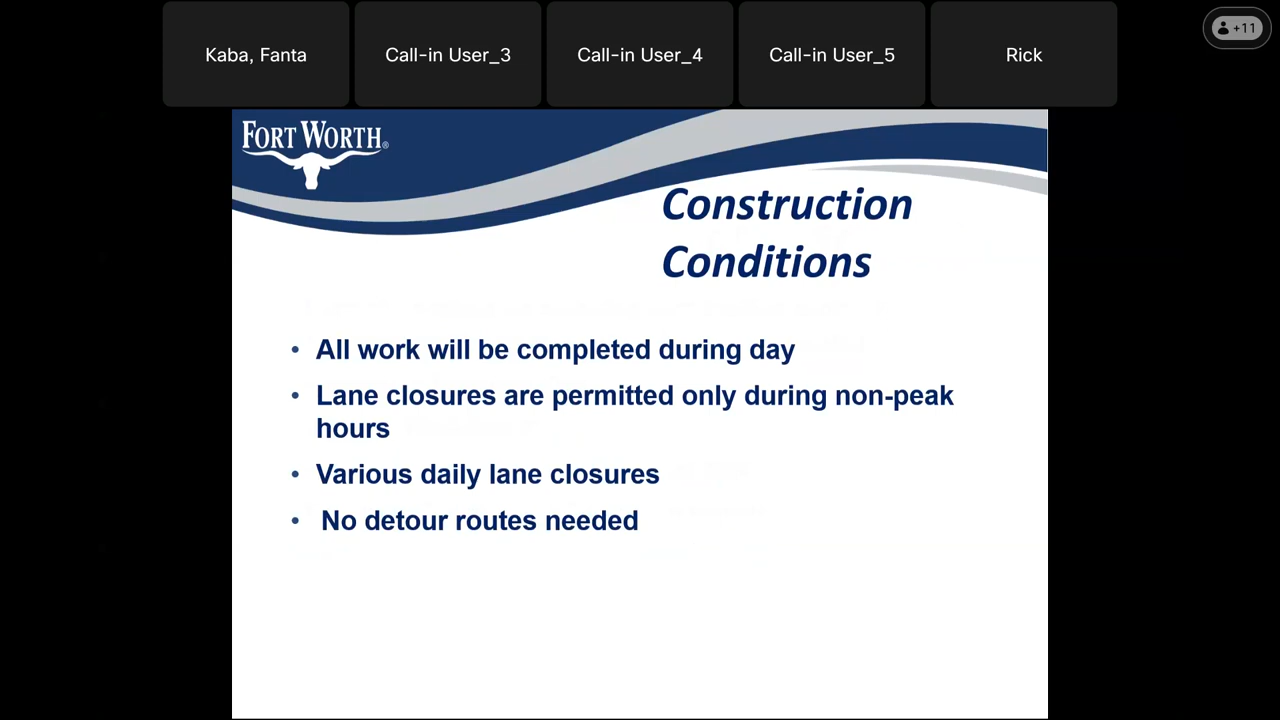 Kaba, Fanta
Call-in User_3
Call-in User_4
Call-in User_5
Rick
+11
FORT WORTH®
Construction
Conditions
• All work will be completed during day
• Lane closures are permitted only during non-peak
hours
• Various daily lane closures
• No detour routes needed